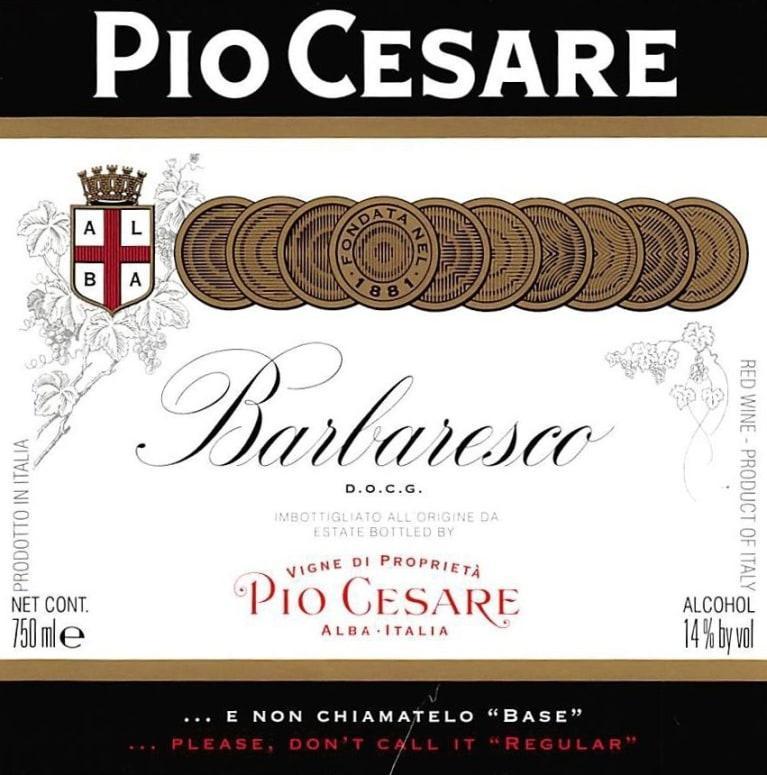 PIO CESARE
A L
B A
FONDATA NEL
· 1881 ·
Barbaresco
D.O.C.G.
IMBOTTIGLIATO ALL'ORIGINE DA
ESTATE BOTTLED BY
VIGNE DI PROPRIETÀ
PIO CESARE
ALBA · ITALIA
PRODOTTO IN ITALIA
NET CONT.
750 ml e
RED WINE - PRODUCT OF ITALY
ALCOHOL
14 % by vol
... E NON CHIAMATELO “BASE”
... PLEASE, DON'T CALL IT “REGULAR”